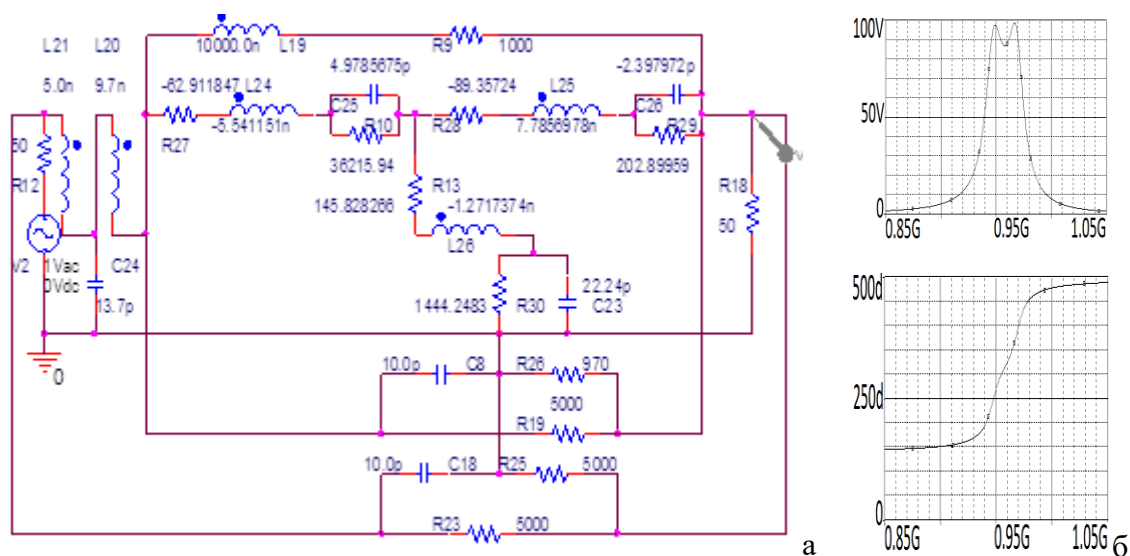 10000.0n L19 R9 1000
L21 L20
5.0n 9.7n
4.9785675p
-2.397972p
-62.911847 L24
-89.35724 L25
C25 C26
-5.541151n R10 R28 7.7856978n R29
R27
50
R12
36215.94
202.89959
R13
145.828266
-1.2717374n
R18
50
L26
V2 1Vac
0Vdc
C24
13.7p
1444.2483 R30 22.24p
C23
0
10.0p C8 R26 970
5000
R19
10.0p C18 R25 5000
R23 5000
а
100V
50V
0
0.85G 0.95G 1.05G
500d
250d
0
0.85G 0.95G 1.05G
б